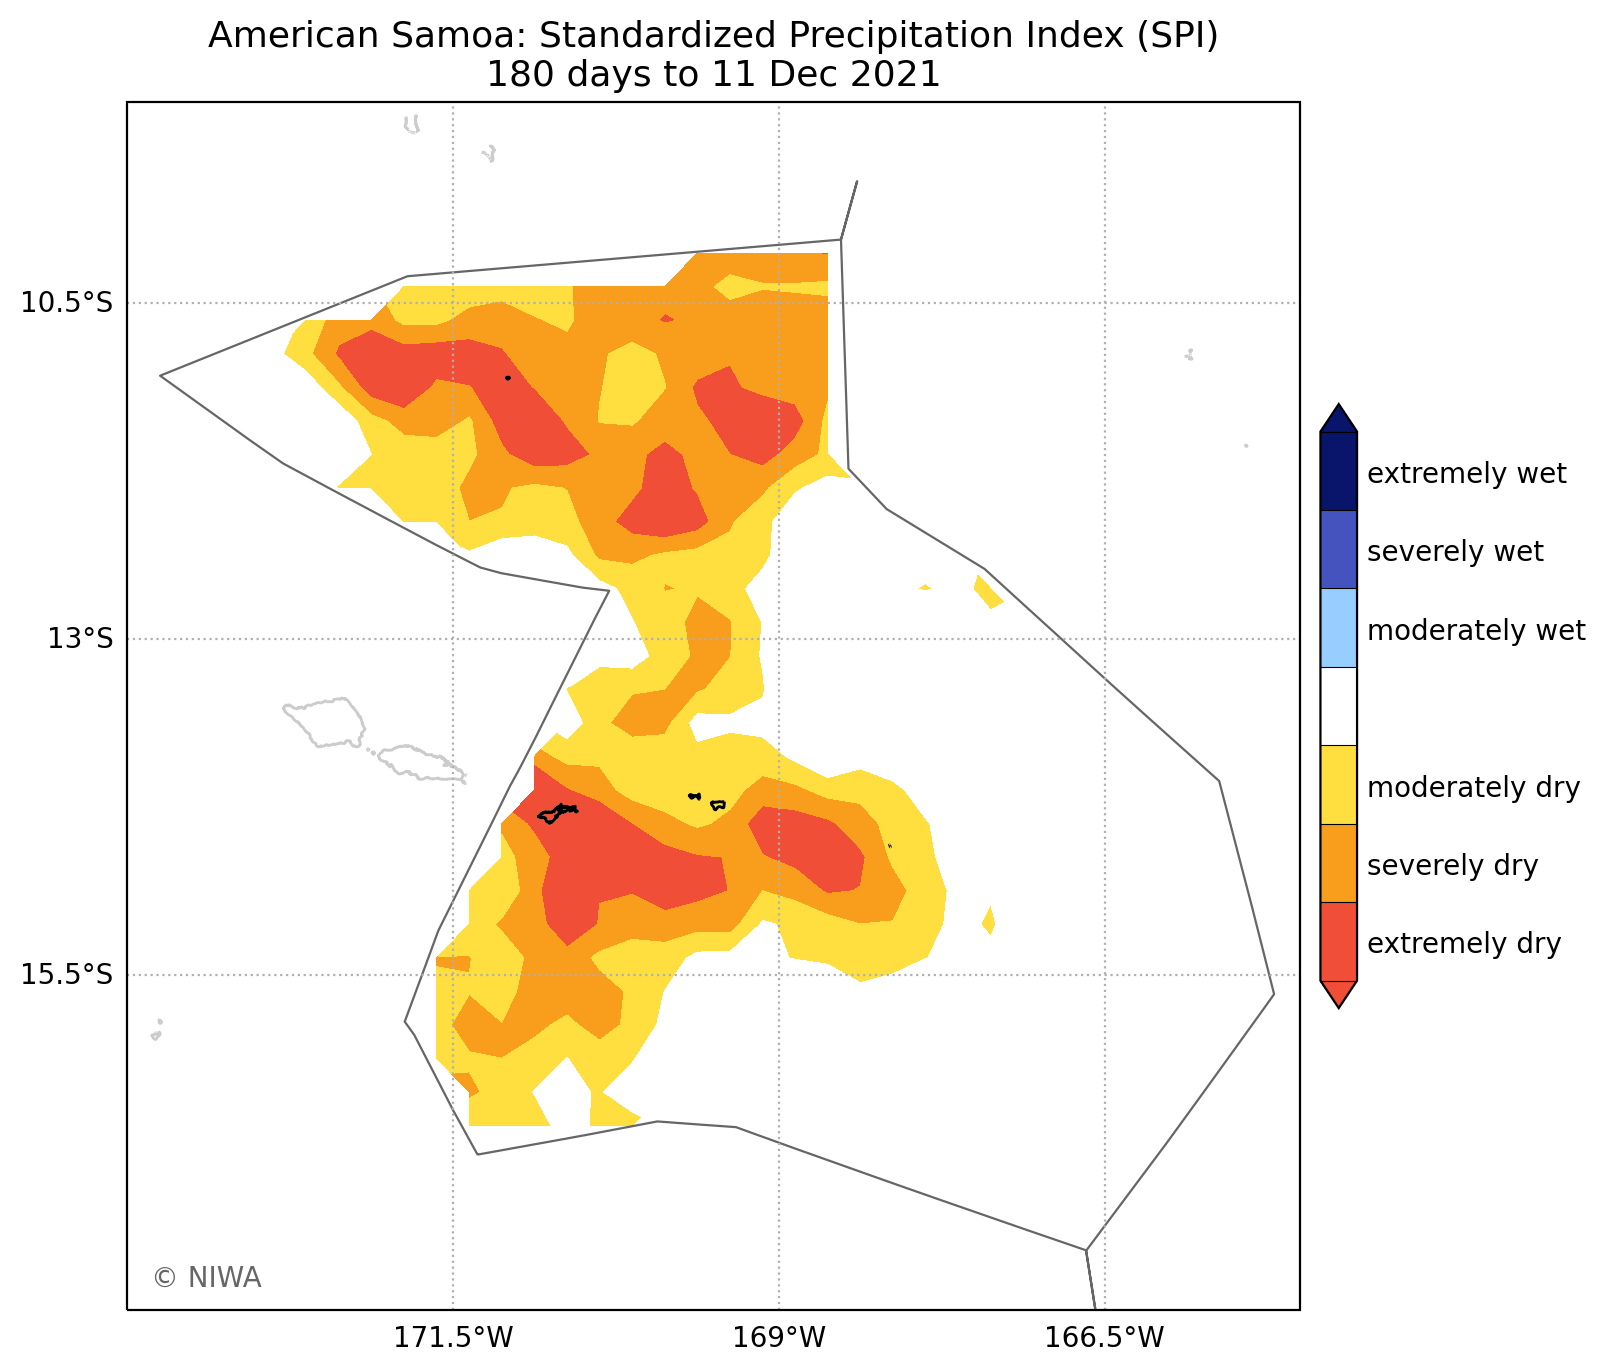 American Samoa: Standardized Precipitation Index (SPI)
180 days to 11 Dec 2021
10.5°S
13°S
15.5°S
171.5°W
169°W
166.5°W
extremely wet
severely wet
moderately wet
moderately dry
severely dry
extremely dry
© NIWA